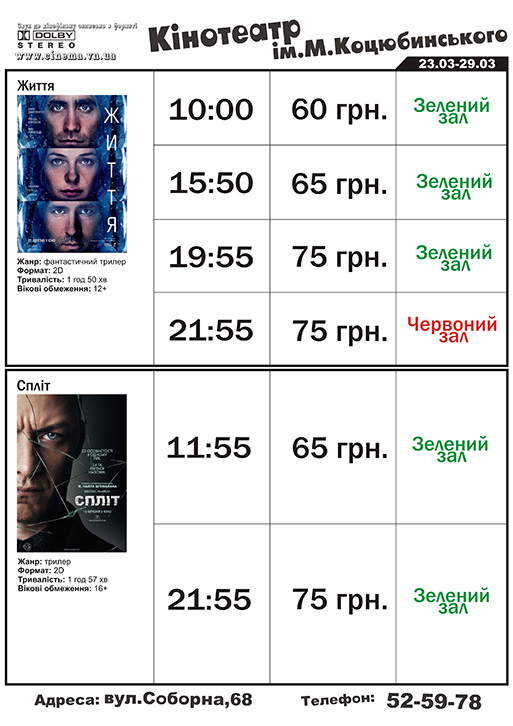 Звук до кінофільму записано в форматі
DOLBY
STEREO
www.cinema.vn.ua
Кінотеатр
ім.М.Коцюбинського
23.03-29.03
Життя
ЖИТТЯ
Жанр: фантастичний трилер
Формат: 2D
Тривалість: 1 год 50 хв
Вікові обмеження: 12+
10:00 60 грн. Зелений зал
15:50 65 грн. Зелений зал
19:55 75 грн. Зелений зал
21:55 75 грн. Червоний зал
Спліт
СПЛІТ
Жанр: трилер
Формат: 2D
Тривалість: 1 год 57 хв
Вікові обмеження: 16+
11:55 65 грн. Зелений зал
21:55 75 грн. Зелений зал
Адреса: вул.Соборна,68 Телефон: 52-59-78